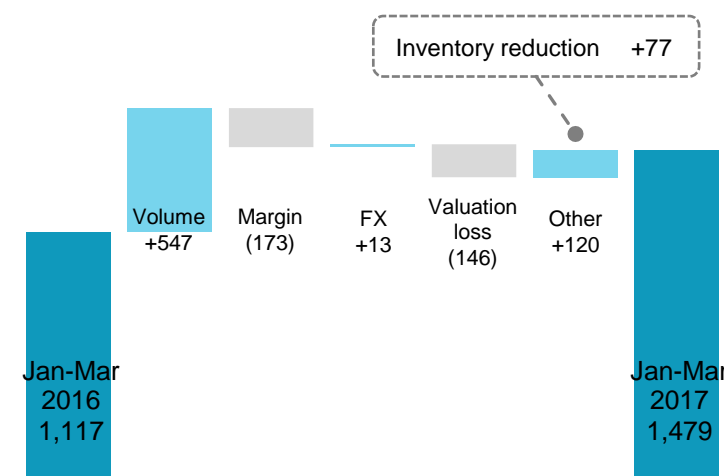 Inventory reduction +77
Volume
+547
Margin
(173)
FX
+13
Valuation
loss
(146)
Other
+120
Jan-Mar
2016
1,117
Jan-Mar
2017
1,479